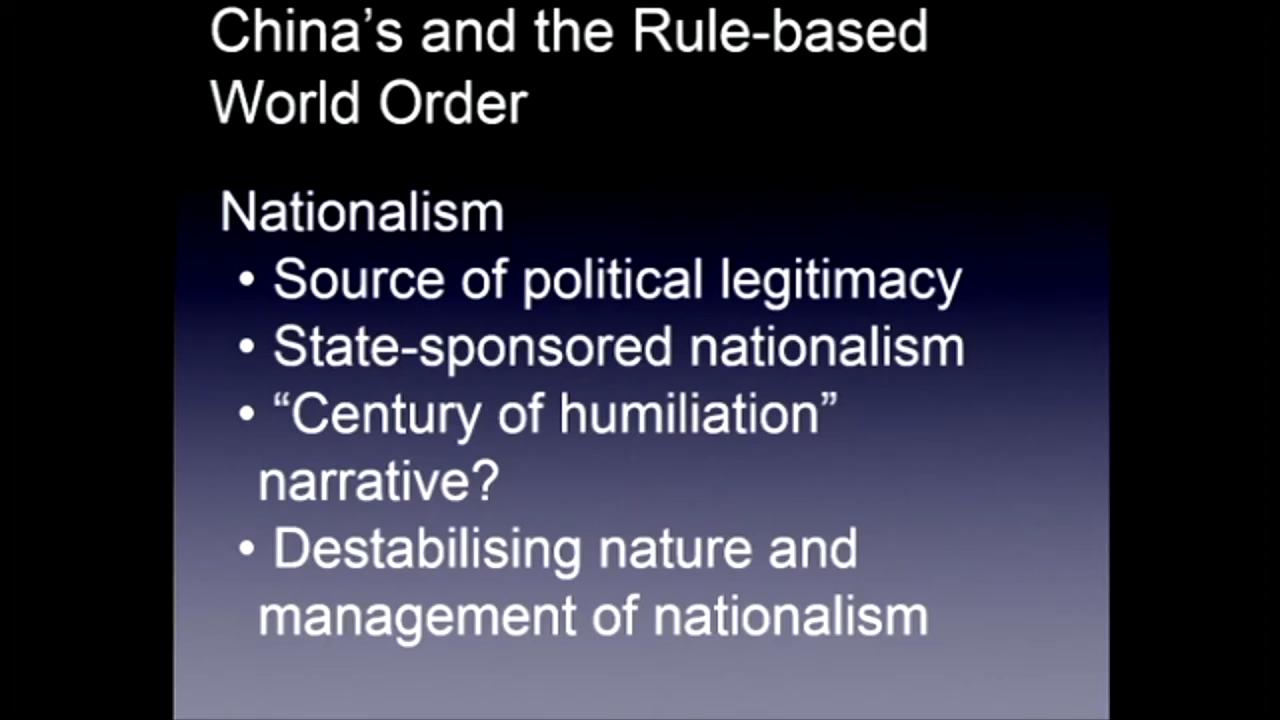 China’s and the Rule-based
World Order
Nationalism
• Source of political legitimacy
• State-sponsored nationalism
• “Century of humiliation”
narrative?
• Destabilising nature and
management of nationalism